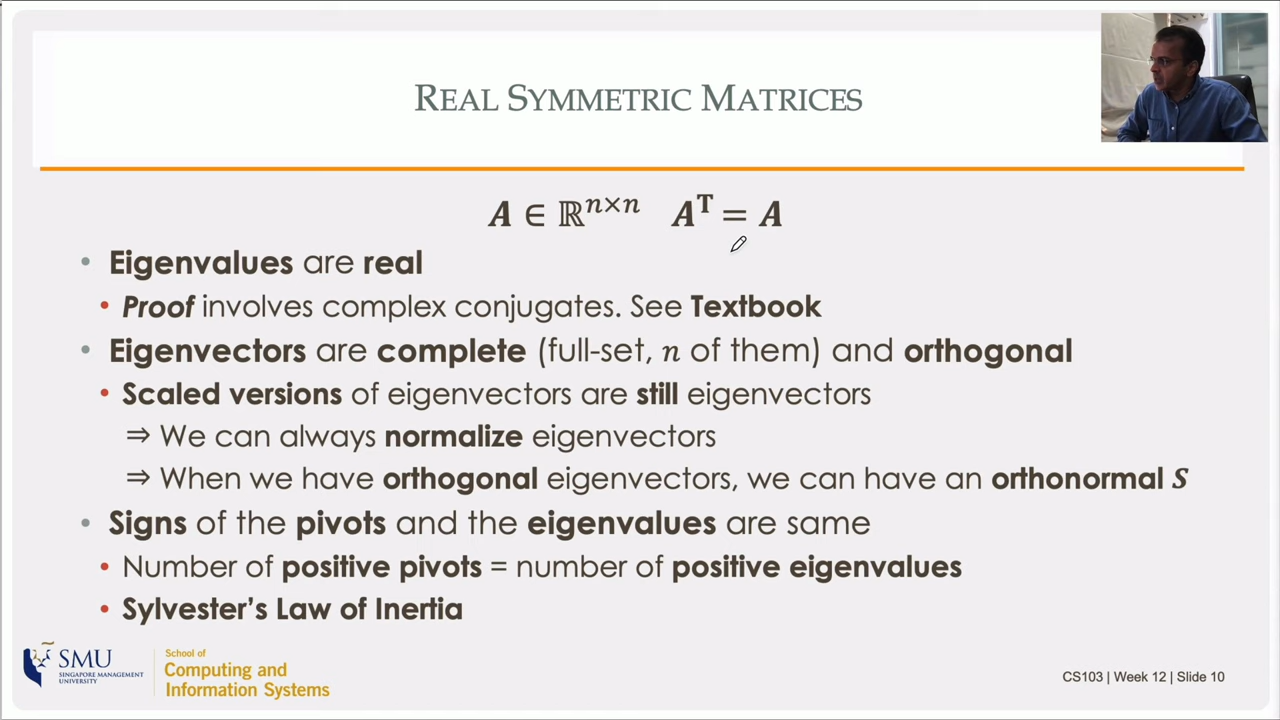 REAL SYMMETRIC MATRICES
A ∈ ℝⁿˣⁿ Aᵀ = A
• Eigenvalues are real
• Proof involves complex conjugates. See Textbook
• Eigenvectors are complete (full-set, n of them) and orthogonal
• Scaled versions of eigenvectors are still eigenvectors
⇒ We can always normalize eigenvectors
⇒ When we have orthogonal eigenvectors, we can have an orthonormal S
• Signs of the pivots and the eigenvalues are same
• Number of positive pivots = number of positive eigenvalues
• Sylvester's Law of Inertia
SMU
SINGAPORE MANAGEMENT
UNIVERSITY
School of
Computing and
Information Systems
CS103 | Week 12 | Slide 10